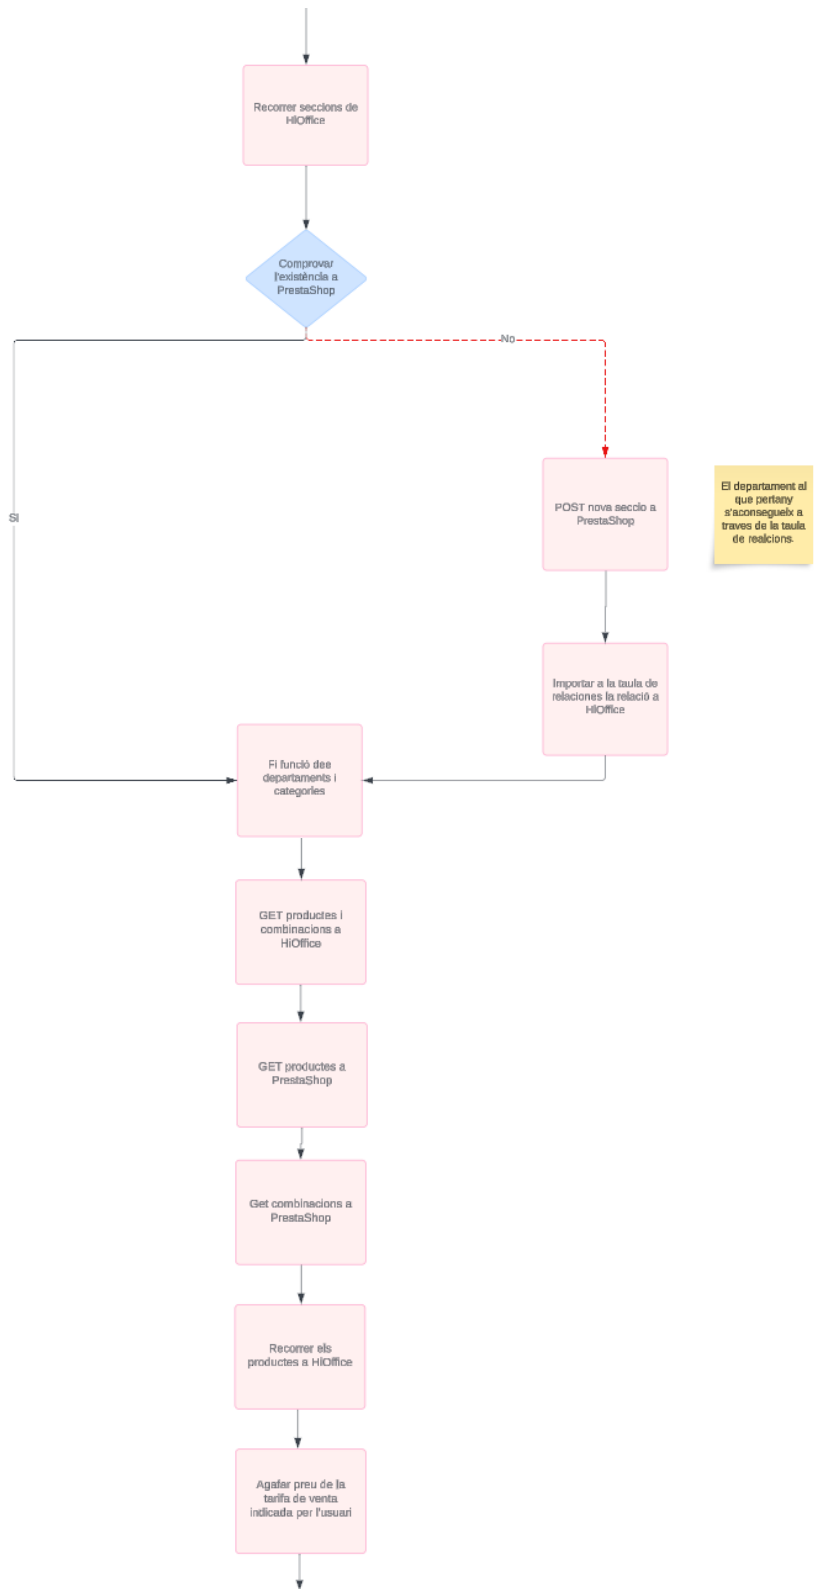 Recorrer seccions de
HiOffice
Comprovar
l'existència a
PrestaShop
No
Si
POST nova seccio a
PrestaShop
El departament al
que pertany
s'aconsegueix a
traves de la taula
de realcions.
Importar a la taula de
relaciones la relació a
HiOffice
Fi funció dee
departaments i
categories
GET productes i
combinacions a
HiOffice
GET productes a
PrestaShop
Get combinacions a
PrestaShop
Recorrer els
productes a HiOffice
Agafar preu de la
tarifa de venta
indicada per l'usuari